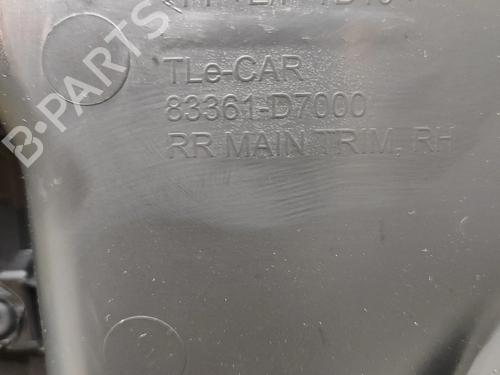 TLe-CAR
83361-D7000
RR MAIN TRIM, RH
B-PARTS